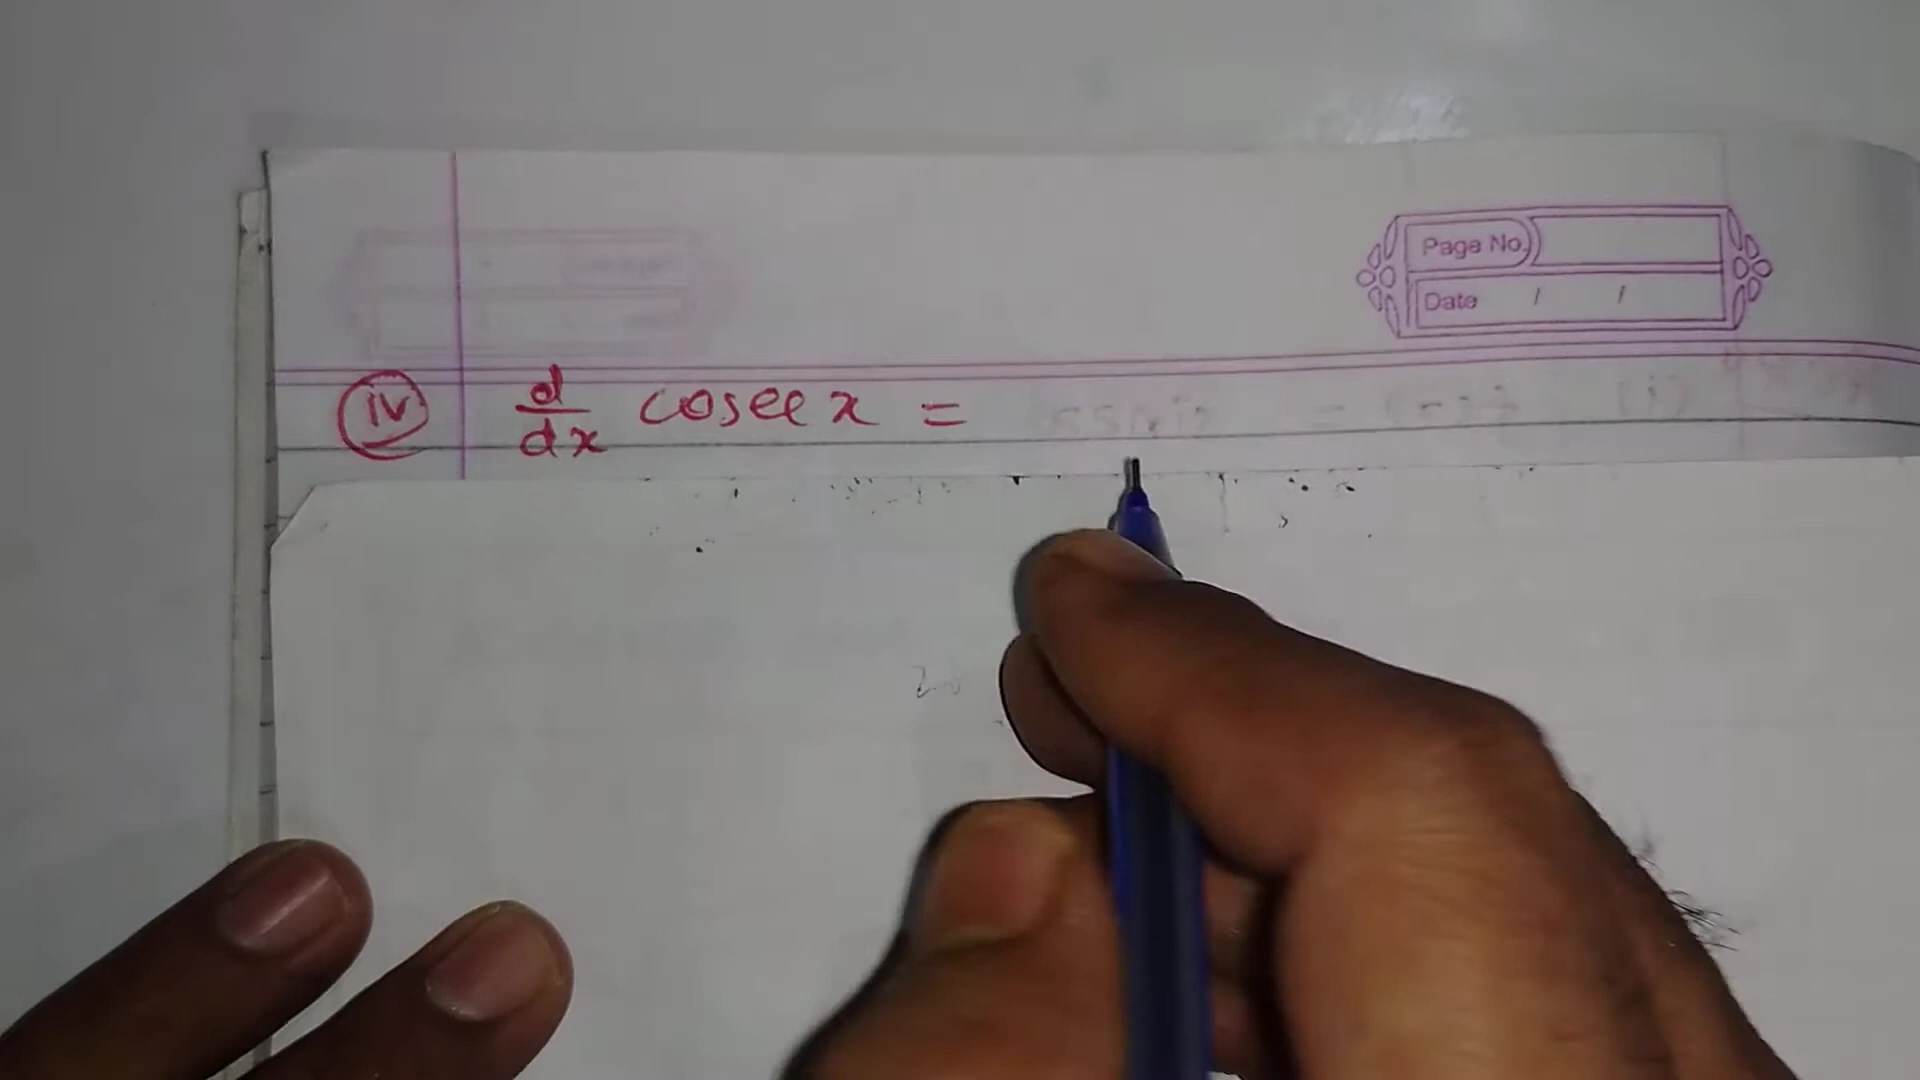 Page No.
Date / /
iv d/dx cosec x =